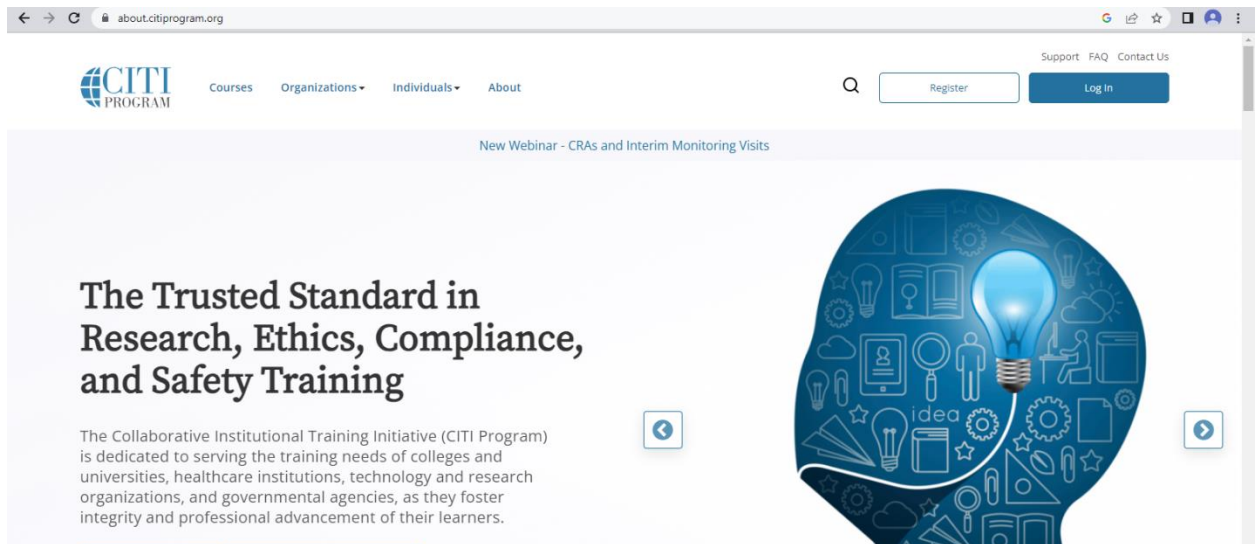 about.citiprogram.org
Support FAQ Contact Us
CITI
PROGRAM
Courses Organizations Individuals About
Register
Log In
New Webinar - CRAs and Interim Monitoring Visits
The Trusted Standard in
Research, Ethics, Compliance,
and Safety Training
The Collaborative Institutional Training Initiative (CITI Program)
is dedicated to serving the training needs of colleges and
universities, healthcare institutions, technology and research
organizations, and governmental agencies, as they foster
integrity and professional advancement of their learners.
idea